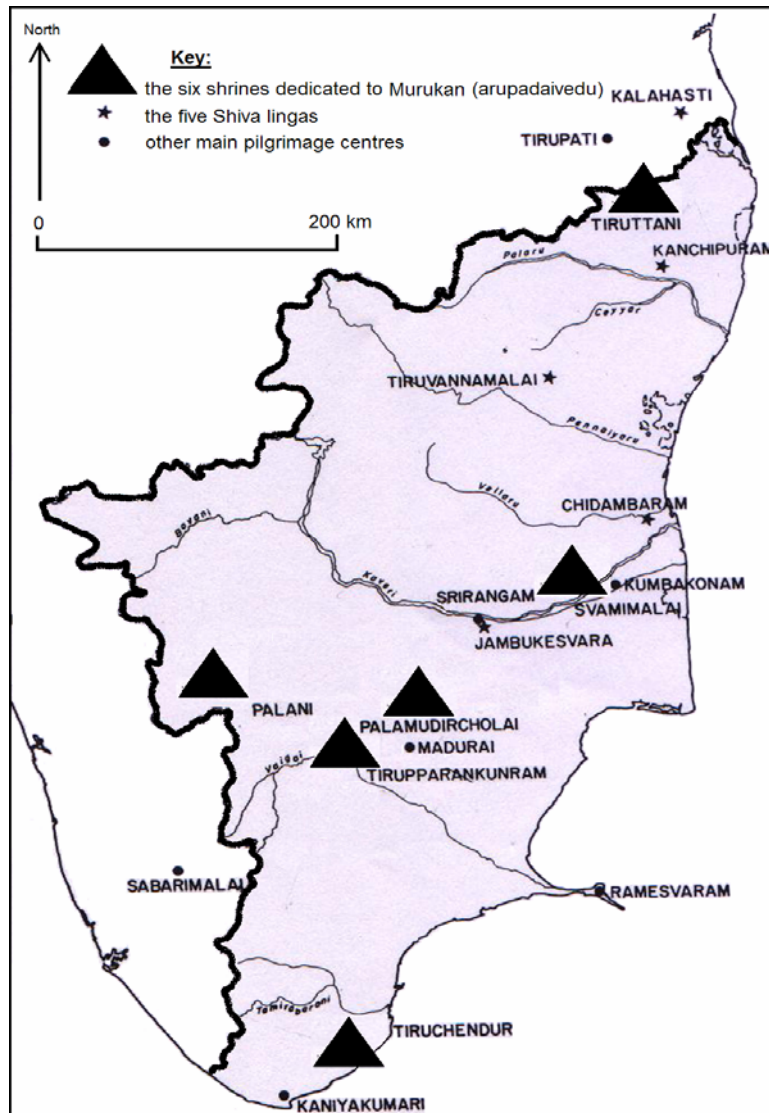 North
Key:
the six shrines dedicated to Murukan (arupadaivedu)
the five Shiva lingas
other main pilgrimage centres
KALAHASTI
TIRUPATI
0 200 km
TIRUTTANI
KANCHIPURAM
Palaru
Ceyyar
TIRUVANNAMALAI
Pennaiyaru
Vellaru
CHIDAMBARAM
Bavani
Kaveri
SRIRANGAM
KUMBAKONAM
SVAMIMALAI
JAMBUKESVARA
PALANI
PALAMUDIRCHOLAI
MADURAI
Vaigai
TIRUPPARANKUNRAM
SABARIMALAI
RAMESVARAM
Tamiraborani
TIRUCHENDUR
KANIYAKUMARI